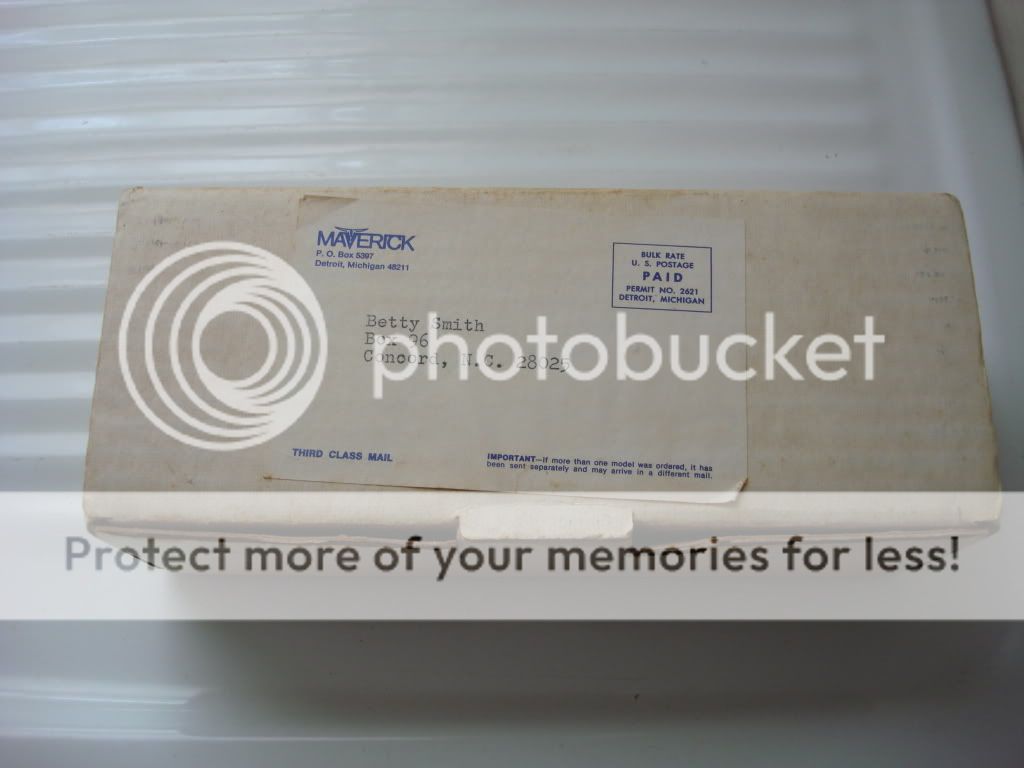 MAVERICK
P. O. Box 5397
Detroit, Michigan 48211
BULK RATE
U. S. POSTAGE
PAID
PERMIT NO. 2621
DETROIT, MICHIGAN
Betty Smith
Box 96
Concord, N.C. 28025
photobucket
THIRD CLASS MAIL
IMPORTANT—If more than one model was ordered, it has
been sent separately and may arrive in a different mail.
Protect more of your memories for less!